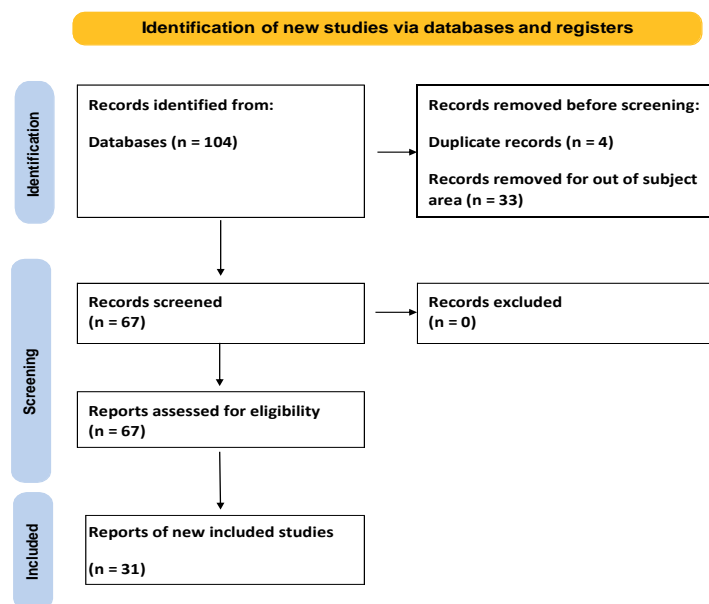 Identification of new studies via databases and registers
Identification
Records identified from:
Databases (n = 104)
Records removed before screening:
Duplicate records (n = 4)
Records removed for out of subject
area (n = 33)
Screening
Records screened
(n = 67)
Records excluded
(n = 0)
Reports assessed for eligibility
(n = 67)
Included
Reports of new included studies
(n = 31)